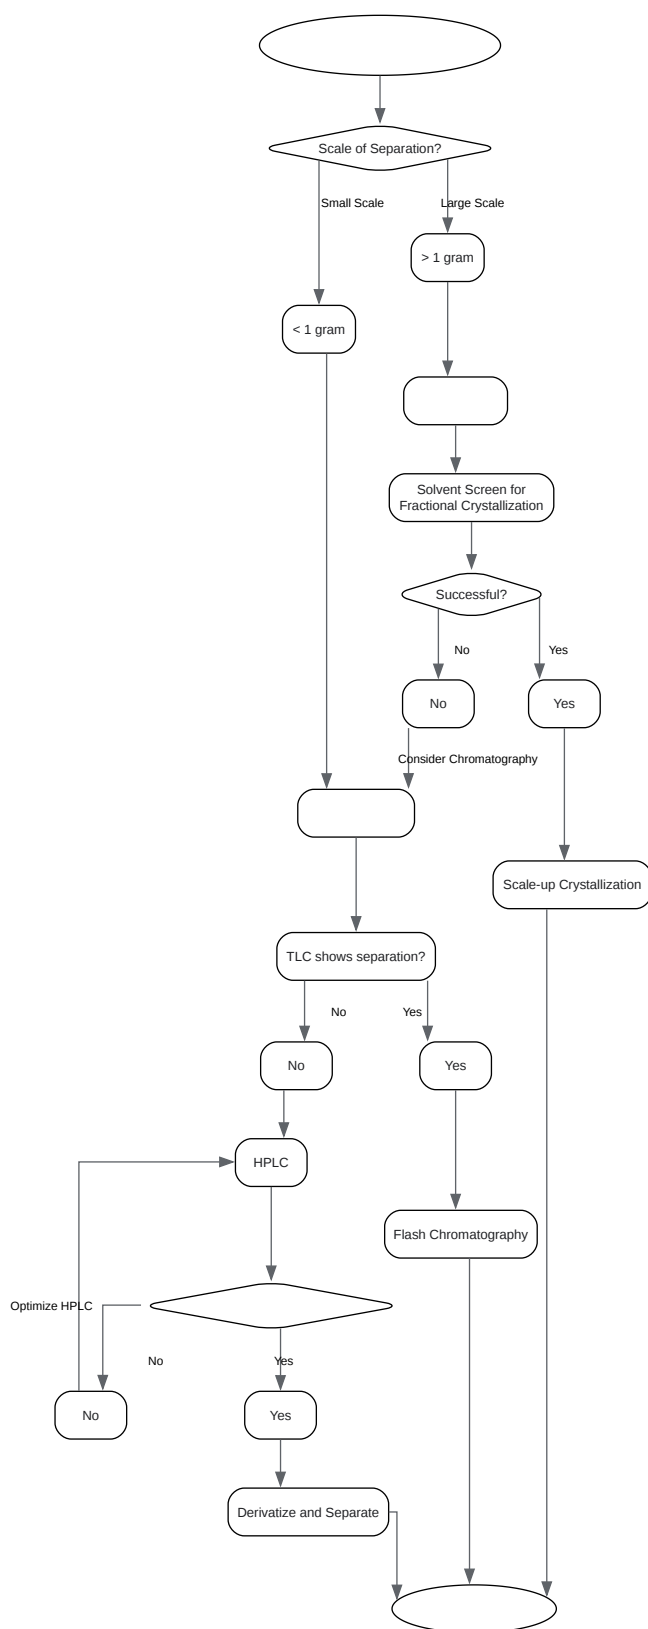 Scale of Separation?
Small Scale
Large Scale
> 1 gram
< 1 gram
Solvent Screen for
Fractional Crystallization
Successful?
No
Yes
No
Yes
Consider Chromatography
Scale-up Crystallization
TLC shows separation?
No
Yes
No
Yes
HPLC
Flash Chromatography
Optimize HPLC
No
Yes
No
Yes
Derivatize and Separate